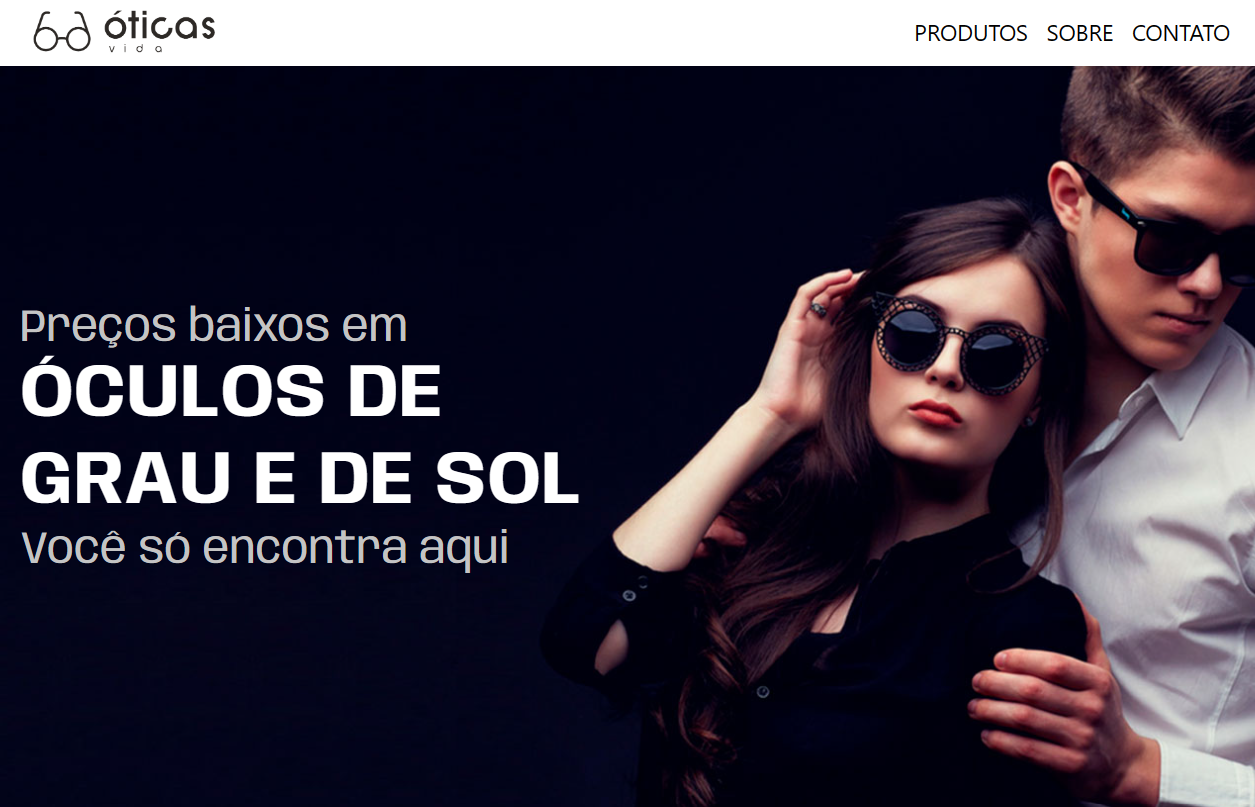 óticas
vida
PRODUTOS SOBRE CONTATO
Preços baixos em
ÓCULOS DE
GRAU E DE SOL
Você só encontra aqui